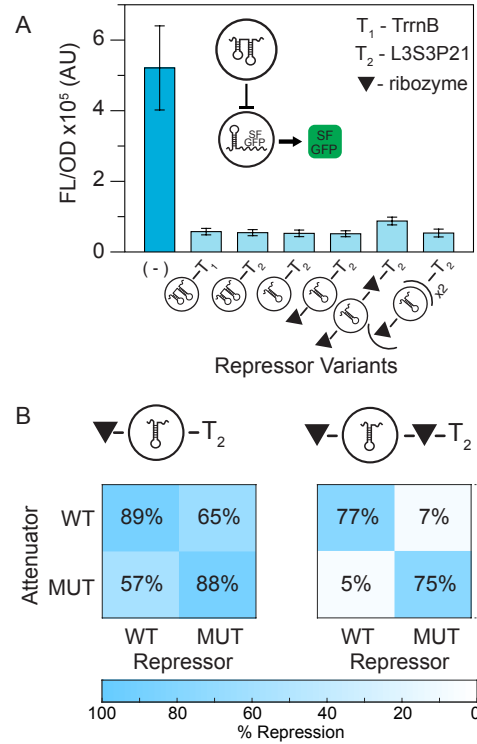 A
T1 - TrrnB
T2 - L3S3P21
▼- ribozyme
FL/OD x10⁵ (AU)
6
4
2
0
SF
GFP
SF
GFP
(-)
-T1
-T2
-T2
-T2
-T2
-T2
x2
Repressor Variants
B
-T2
-T2
Attenuator
WT
MUT
89% 65%
57% 88%
77% 7%
5% 75%
WT MUT
Repressor
WT MUT
Repressor
100 80 60 40 20 0
% Repression